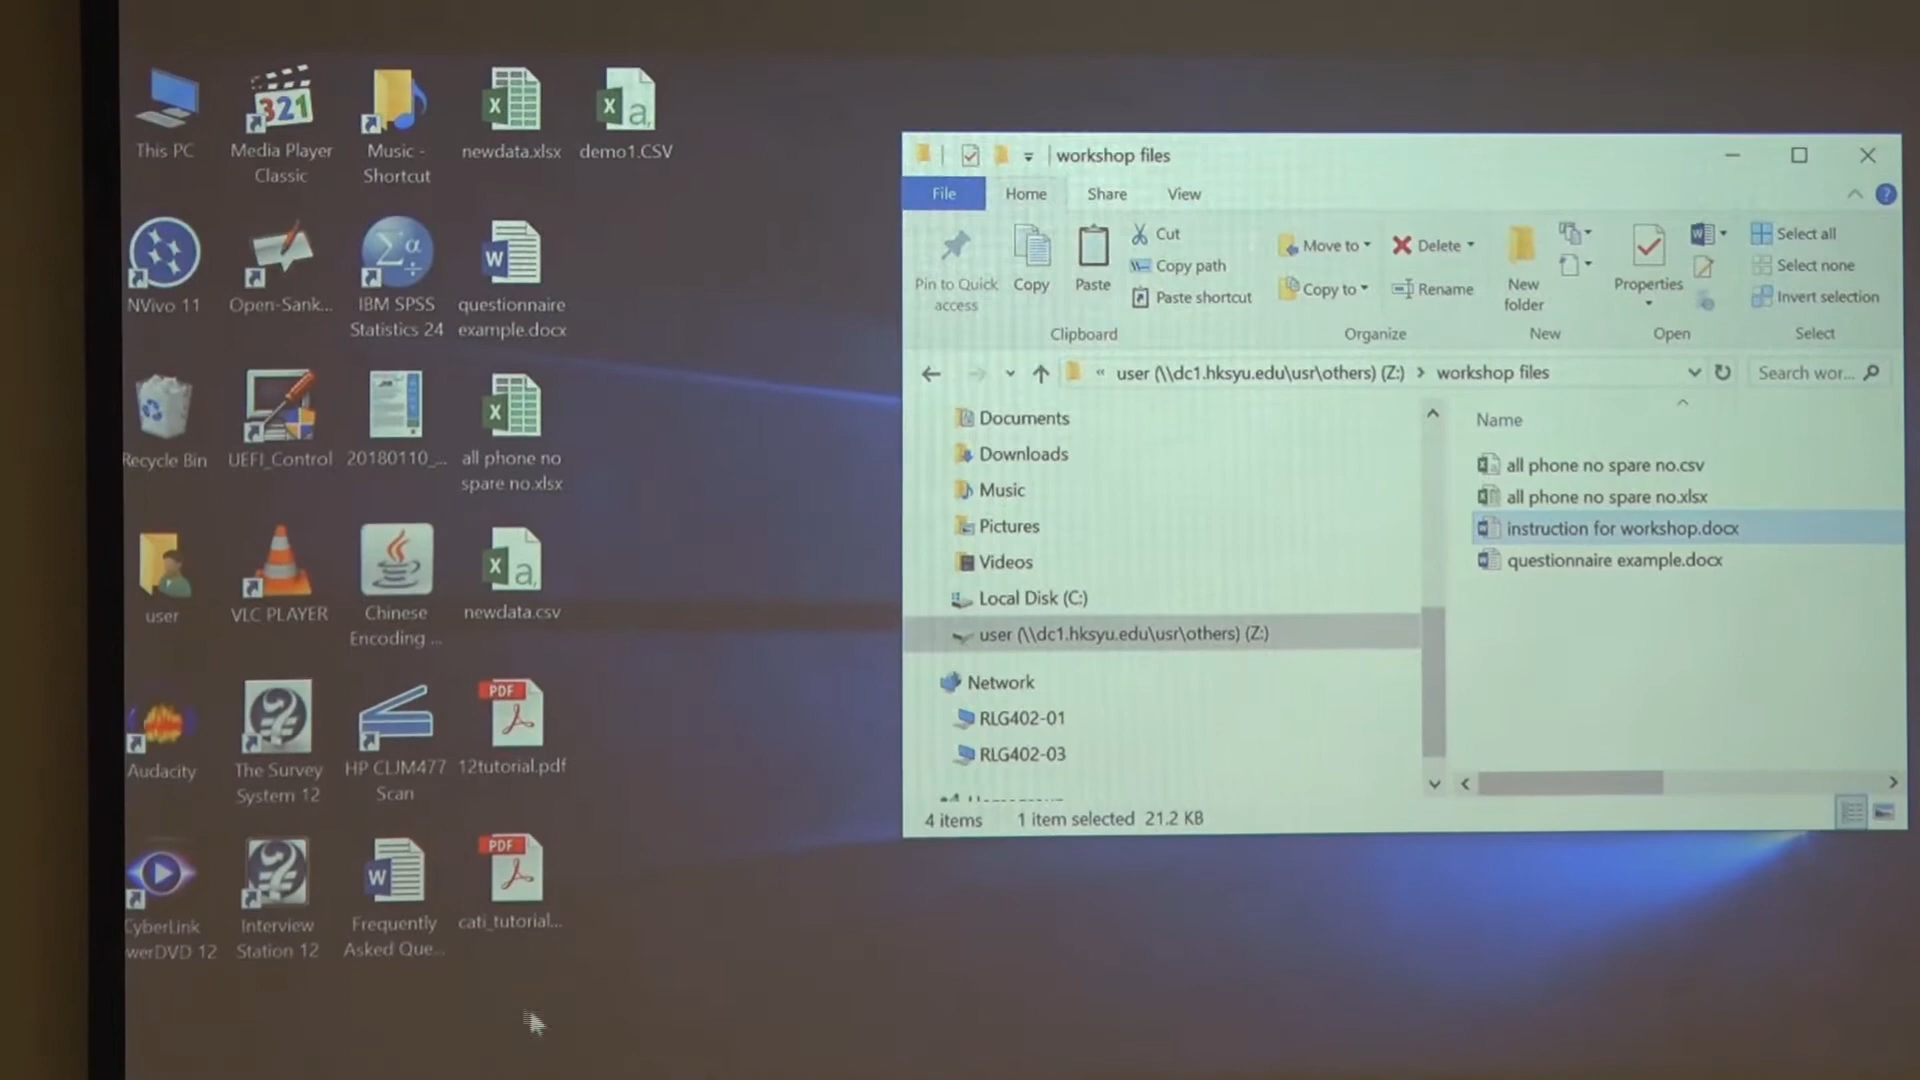 This PC
Media Player
Classic
Music -
Shortcut
newdata.xlsx
demo1.CSV
NVivo 11
Open-Sank...
IBM SPSS
Statistics 24
questionnaire
example.docx
Recycle Bin
UEFI_Control
20180110_...
all phone no
spare no.xlsx
user
VLC PLAYER
Chinese
Encoding ...
newdata.csv
Audacity
The Survey
System 12
HP CLJM477
Scan
12tutorial.pdf
CyberLink
werDVD 12
Interview
Station 12
Frequently
Asked Que...
cati_tutorial...
workshop files
File Home Share View
Pin to Quick
access
Copy
Paste
Cut
Copy path
Paste shortcut
Clipboard
Move to
Copy to
Delete
Rename
Organize
New
folder
New
Properties
Open
Select all
Select none
Invert selection
Select
« user (\\dc1.hksyu.edu\usr\others) (Z:) > workshop files
Search wor...
Documents
Downloads
Music
Pictures
Videos
Local Disk (C:)
user (\\dc1.hksyu.edu\usr\others) (Z:)
Network
RLG402-01
RLG402-03
Name
all phone no spare no.csv
all phone no spare no.xlsx
instruction for workshop.docx
questionnaire example.docx
4 items 1 item selected 21.2 KB